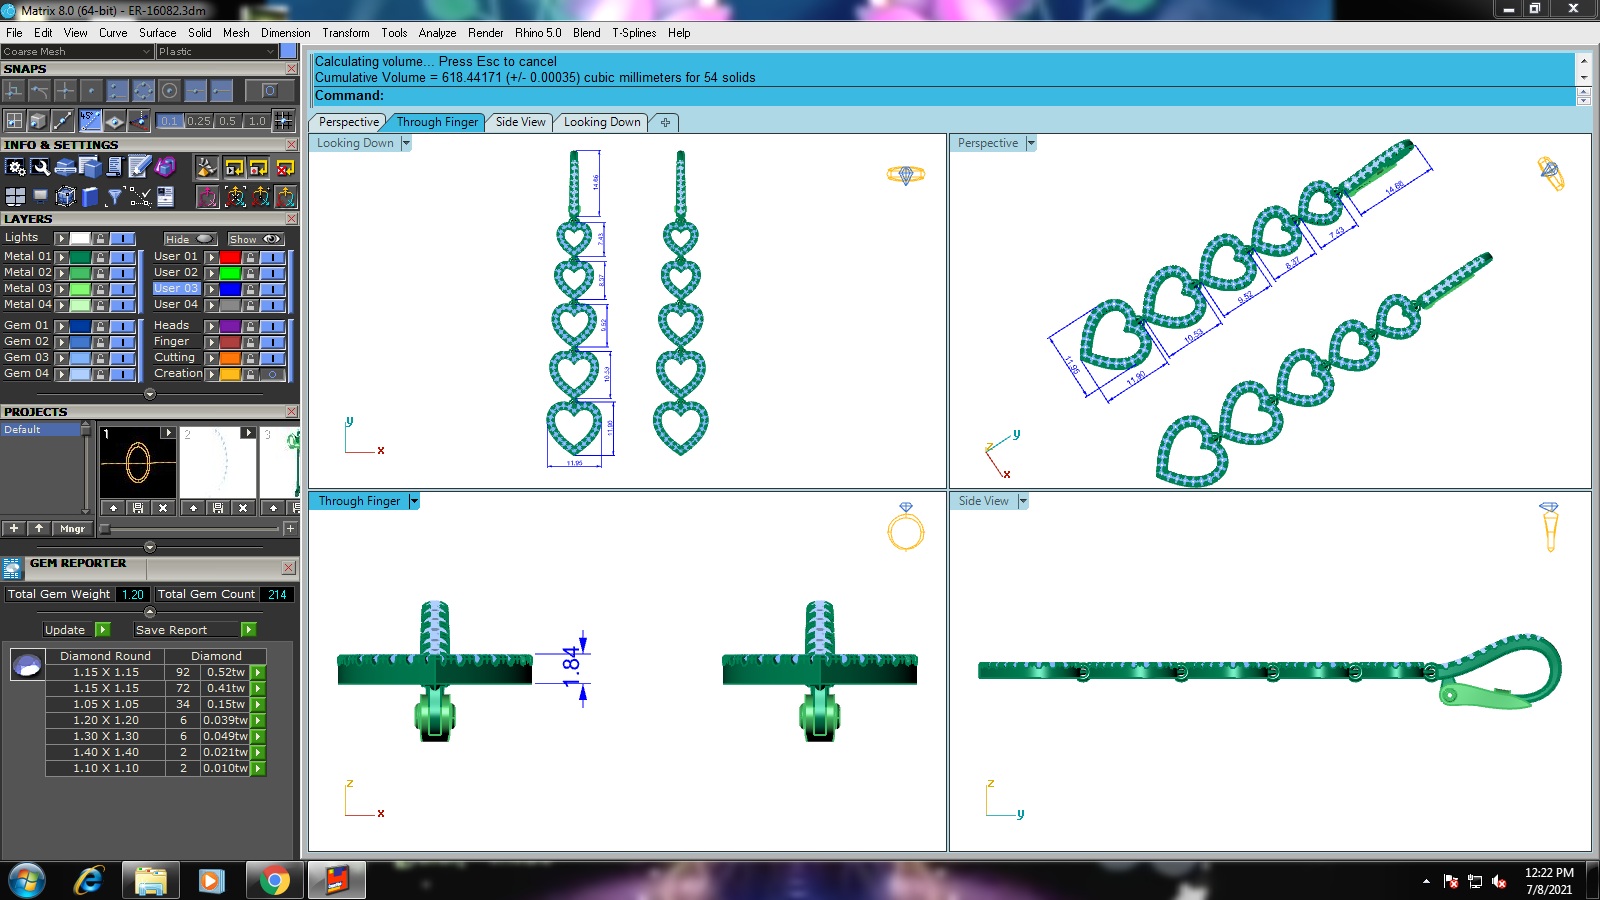 Matrix 8.0 (64-bit) - ER-16082.3dm
File Edit View Curve Surface Solid Mesh Dimension Transform Tools Analyze Render Rhino 5.0 Blend T-Splines Help
Coarse Mesh Plastic
SNAPS
45°
0.1 0.25 0.5 1.0
INFO & SETTINGS
LAYERS
Lights Hide Show
Metal 01 User 01
Metal 02 User 02
Metal 03 User 03
Metal 04 User 04
Gem 01 Heads
Gem 02 Finger
Gem 03 Cutting
Gem 04 Creation
PROJECTS
Default
1 2 3
Mngr
GEM REPORTER
Total Gem Weight 1.20 Total Gem Count 214
Update Save Report
Diamond Round Diamond
1.15 X 1.15 92 0.52tw
1.15 X 1.15 72 0.41tw
1.05 X 1.05 34 0.15tw
1.20 X 1.20 6 0.039tw
1.30 X 1.30 6 0.049tw
1.40 X 1.40 2 0.021tw
1.10 X 1.10 2 0.010tw
Calculating volume... Press Esc to cancel
Cumulative Volume = 618.44171 (+/- 0.00035) cubic millimeters for 54 solids
Command:
Perspective Through Finger Side View Looking Down
Looking Down
14.66
7.43
8.37
10.53
11.90
11.95
y
x
Perspective
14.66
7.43
8.37
9.52
10.53
11.90
11.95
z y
x
Through Finger
1.84
z
x
Side View
z
y
12:22 PM
7/8/2021